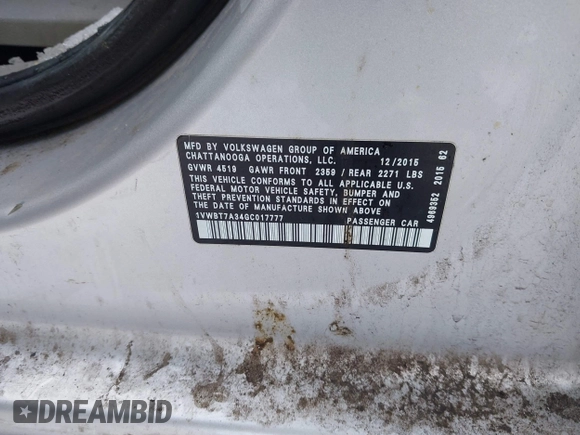 MFD BY VOLKSWAGEN GROUP OF AMERICA
CHATTANOOGA OPERATIONS, LLC. 12/2015
GVWR 4519 GAWR FRONT 2359 / REAR 2271 LBS
THIS VEHICLE CONFORMS TO ALL APPLICABLE U.S.
FEDERAL MOTOR VEHICLE SAFETY, BUMPER AND
THEFT PREVENTION STANDARDS IN EFFECT ON
THE DATE OF MANUFACTURE SHOWN ABOVE
1VWBT7A34GC017777 PASSENGER CAR
4969362 2015 62
DREAMBID